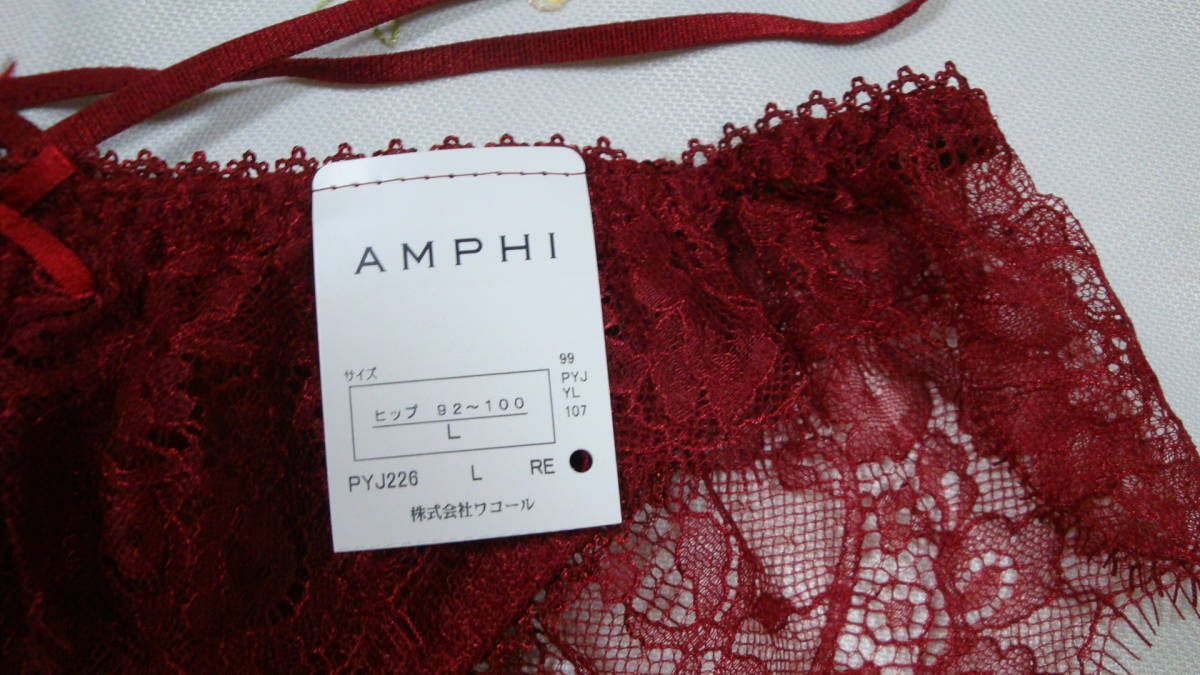 AMPHI
サイズ
ヒップ 92～100
L
99
PYJ
YL
107
PYJ226 L RE
株式会社ワコール